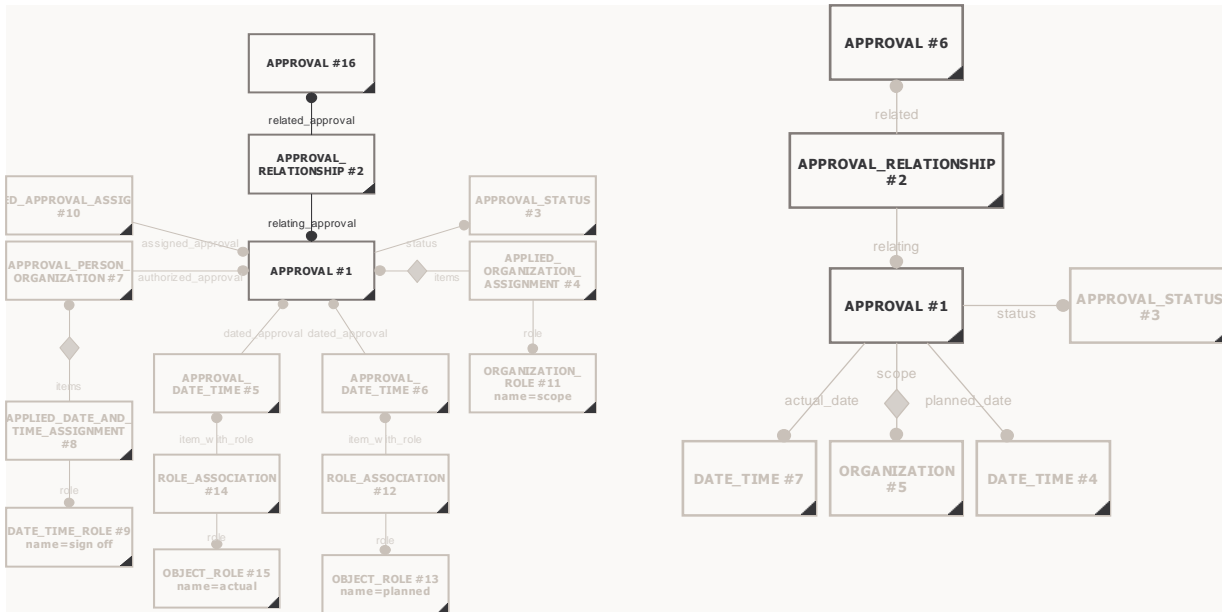 APPROVAL #16
related_approval
APPROVAL_
RELATIONSHIP #2
relating_approval
ED_APPROVAL_ASSIG
#10
assigned_approval
APPROVAL_STATUS
#3
status
APPROVAL_PERSON_
ORGANIZATION #7
authorized_approval
APPROVAL #1
items
APPLIED_
ORGANIZATION_
ASSIGNMENT #4
dated_approval
dated_approval
role
APPROVAL_
DATE_TIME #5
APPROVAL_
DATE_TIME #6
ORGANIZATION_
ROLE #11
name=scope
items
APPLIED_DATE_AND_
TIME_ASSIGNMENT
#8
item_with_role
item_with_role
ROLE_ASSOCIATION
#14
ROLE_ASSOCIATION
#12
role
DATE_TIME_ROLE #9
name=sign off
role
role
OBJECT_ROLE #15
name=actual
OBJECT_ROLE #13
name=planned
APPROVAL #6
related
APPROVAL_RELATIONSHIP
#2
relating
APPROVAL #1
status
APPROVAL_STATUS
#3
scope
actual_date
planned_date
DATE_TIME #7
ORGANIZATION
#5
DATE_TIME #4